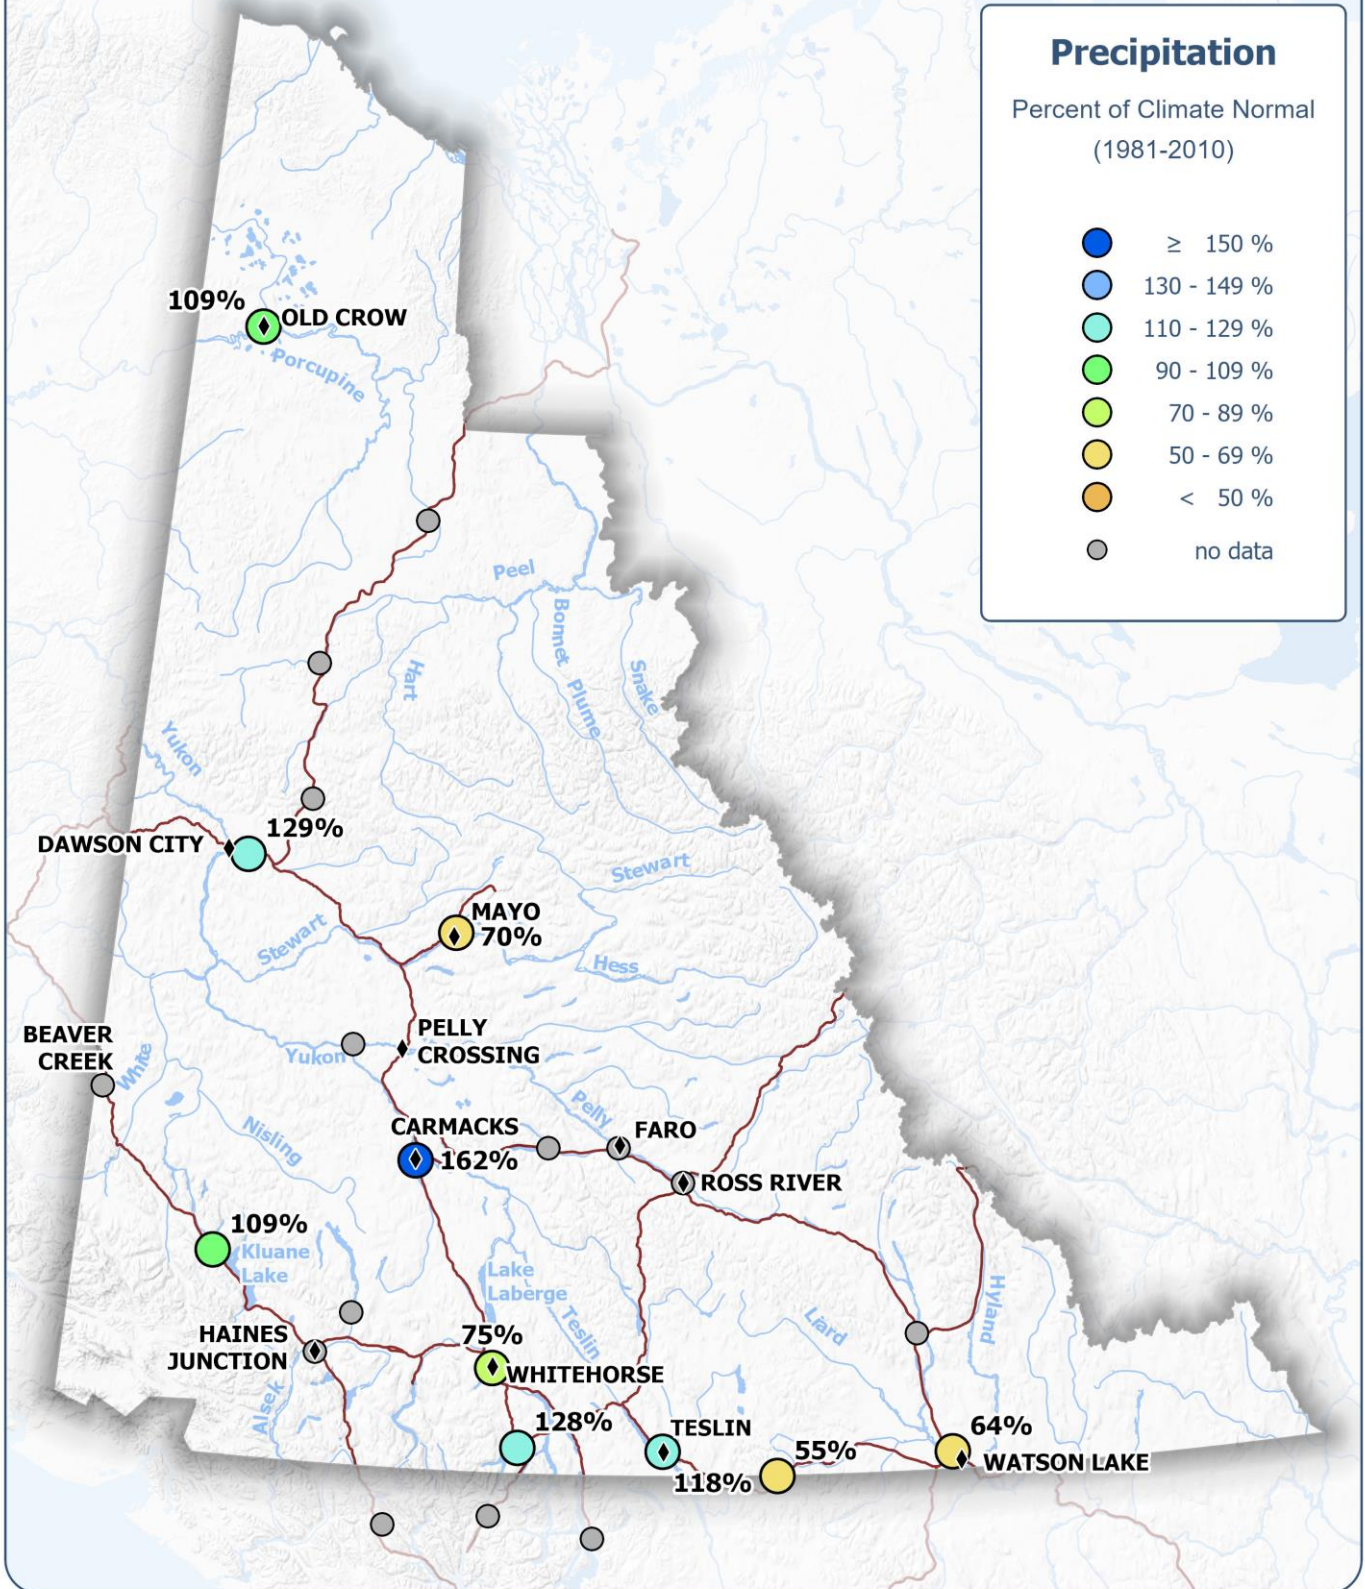 Precipitation
Percent of Climate Normal
(1981-2010)
≥ 150 %
130 - 149 %
110 - 129 %
90 - 109 %
70 - 89 %
50 - 69 %
< 50 %
no data
109%
OLD CROW
Porcupine
Peel
Bonnet Plume
Snake
Hart
Yukon
129%
DAWSON CITY
Stewart
MAYO
70%
Stewart
Hess
BEAVER
CREEK
White
PELLY
CROSSING
Yukon
Nisling
CARMACKS
162%
Pelly
FARO
ROSS RIVER
109%
Kluane
Lake
Lake
Laberge
Teslin
Liard
Hyland
HAINES
JUNCTION
75%
WHITEHORSE
Alsek
128%
TESLIN
118%
55%
64%
WATSON LAKE